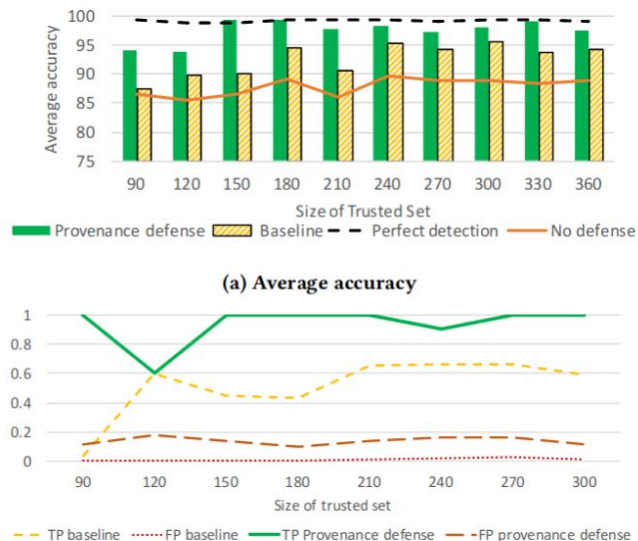 100
95
90
85
80
75
Average accuracy
90 120 150 180 210 240 270 300 330 360
Size of Trusted Set
Provenance defense Baseline Perfect detection No defense
(a) Average accuracy
1
0.8
0.6
0.4
0.2
0
90 120 150 180 210 240 270 300
Size of trusted set
TP baseline FP baseline TP Provenance defense FP provenance defense